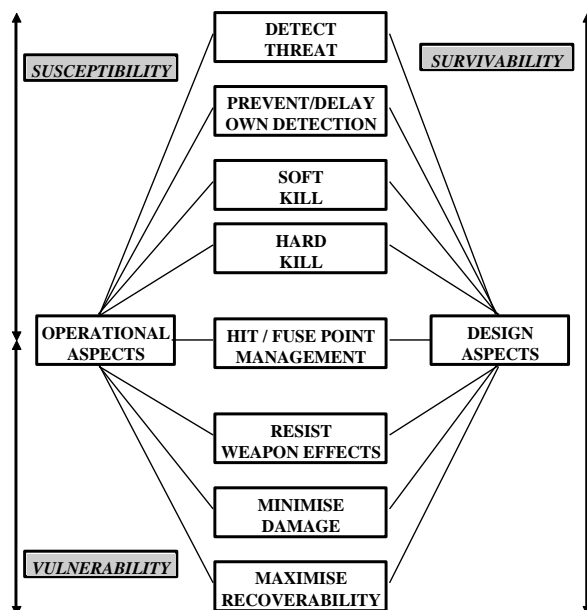 DETECT
THREAT
SUSCEPTIBILITY
SURVIVABILITY
PREVENT/DELAY
OWN DETECTION
SOFT
KILL
HARD
KILL
OPERATIONAL
ASPECTS
HIT / FUSE POINT
MANAGEMENT
DESIGN
ASPECTS
RESIST
WEAPON EFFECTS
MINIMISE
DAMAGE
VULNERABILITY
MAXIMISE
RECOVERABILITY